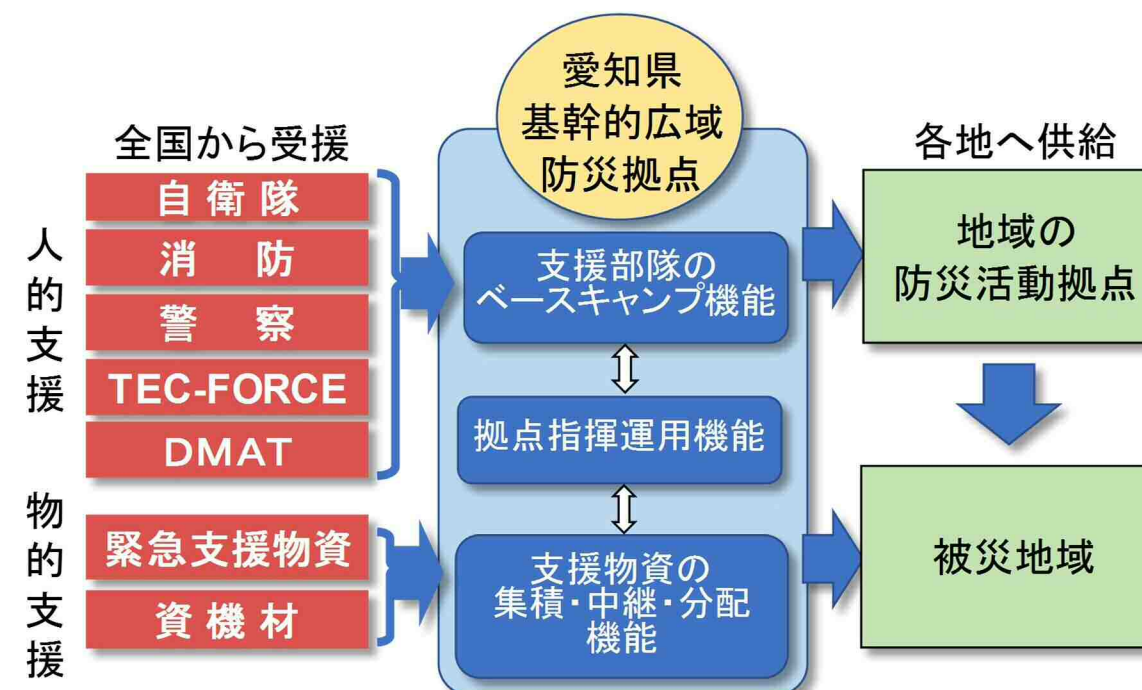 愛知県
基幹的広域
防災拠点
全国から受援
人的支援
自衛隊
消　防
警　察
TEC-FORCE
DMAT
物的支援
緊急支援物資
資機材
支援部隊の
ベースキャンプ機能
拠点指揮運用機能
支援物資の
集積・中継・分配
機能
各地へ供給
地域の
防災活動拠点
被災地域